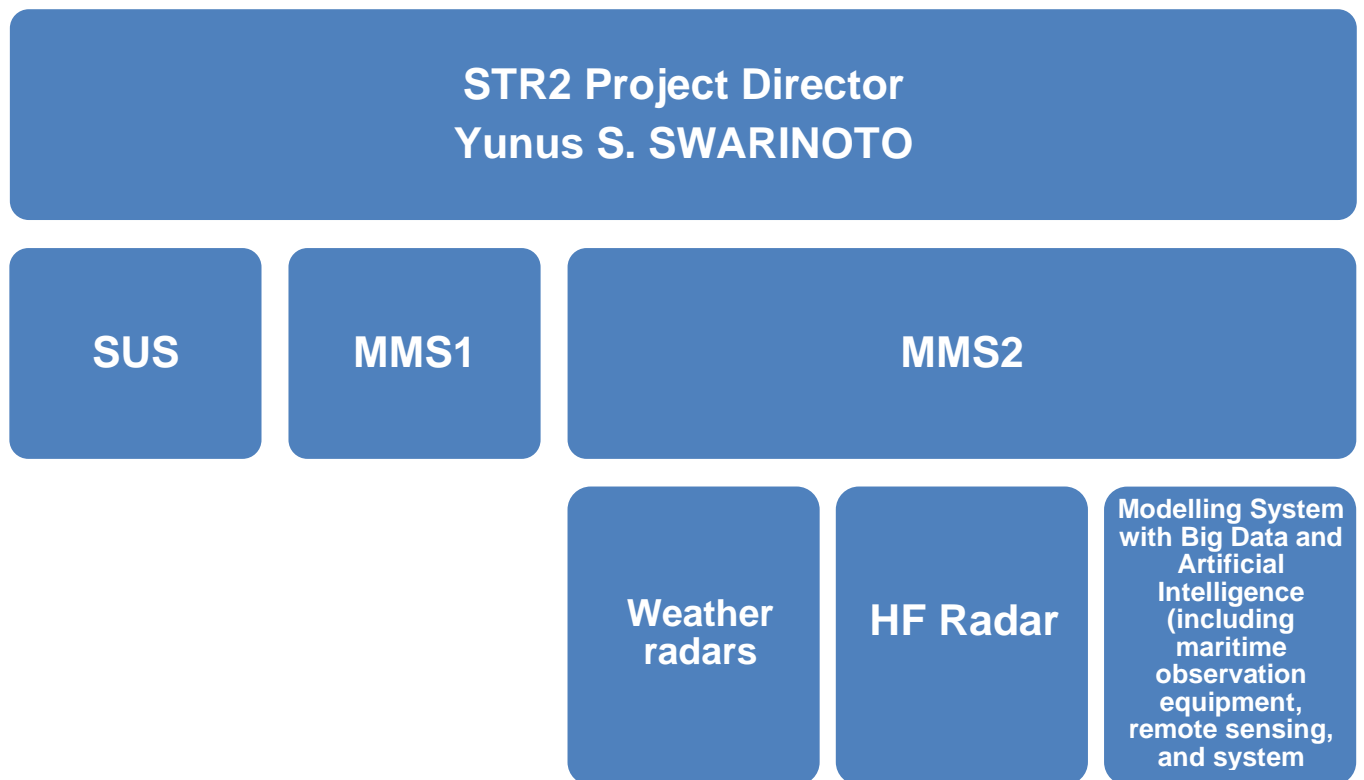 STR2 Project Director
Yunus S. SWARINOTO
SUS
MMS1
MMS2
Weather
radars
HF Radar
Modelling System
with Big Data and
Artificial
Intelligence
(including
maritime
observation
equipment,
remote sensing,
and system